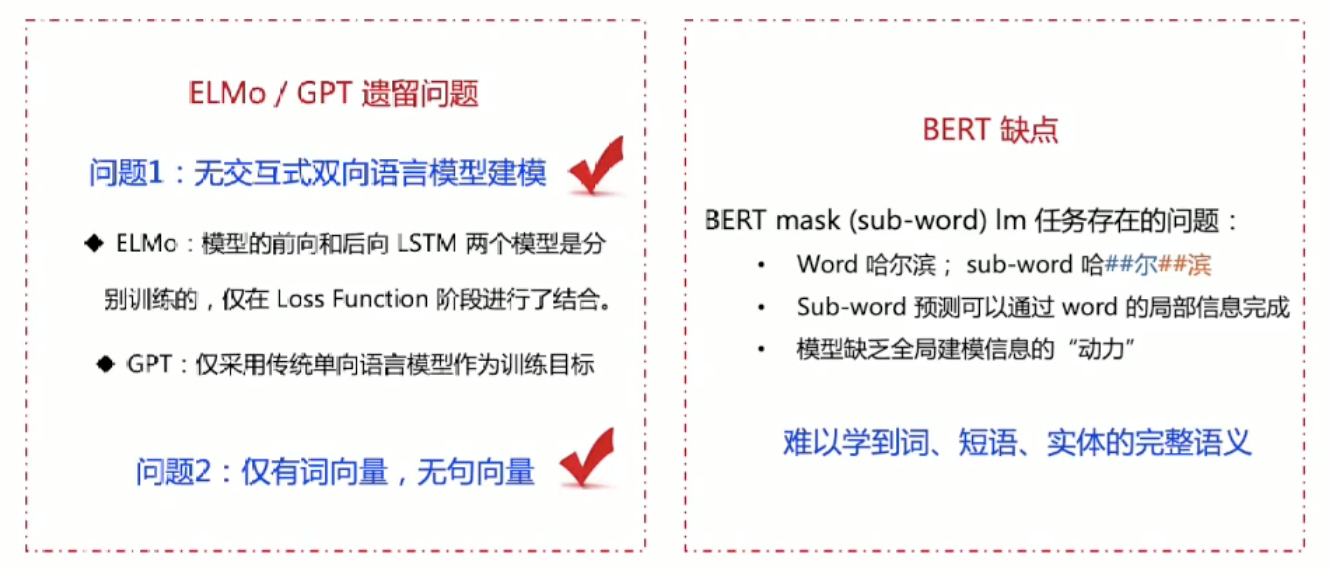 ELMo / GPT 遗留问题
问题1：无交互式双向语言模型建模
◆ ELMo：模型的前向和后向 LSTM 两个模型是分
别训练的，仅在 Loss Function 阶段进行了结合。
◆ GPT：仅采用传统单向语言模型作为训练目标
问题2：仅有词向量，无句向量
BERT 缺点
BERT mask (sub-word) lm 任务存在的问题：
• Word 哈尔滨； sub-word 哈##尔##滨
• Sub-word 预测可以通过 word 的局部信息完成
• 模型缺乏全局建模信息的“动力”
难以学到词、短语、实体的完整语义